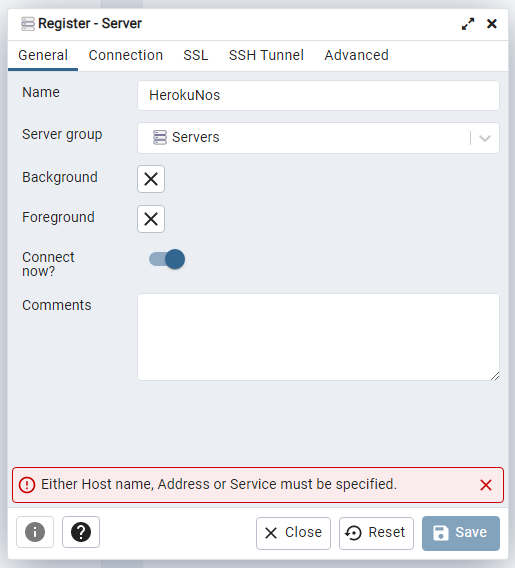 Register - Server
General Connection SSL SSH Tunnel Advanced
Name HerokuNos
Server group Servers
Background
Foreground
Connect
now?
Comments
Either Host name, Address or Service must be specified.
Close Reset Save